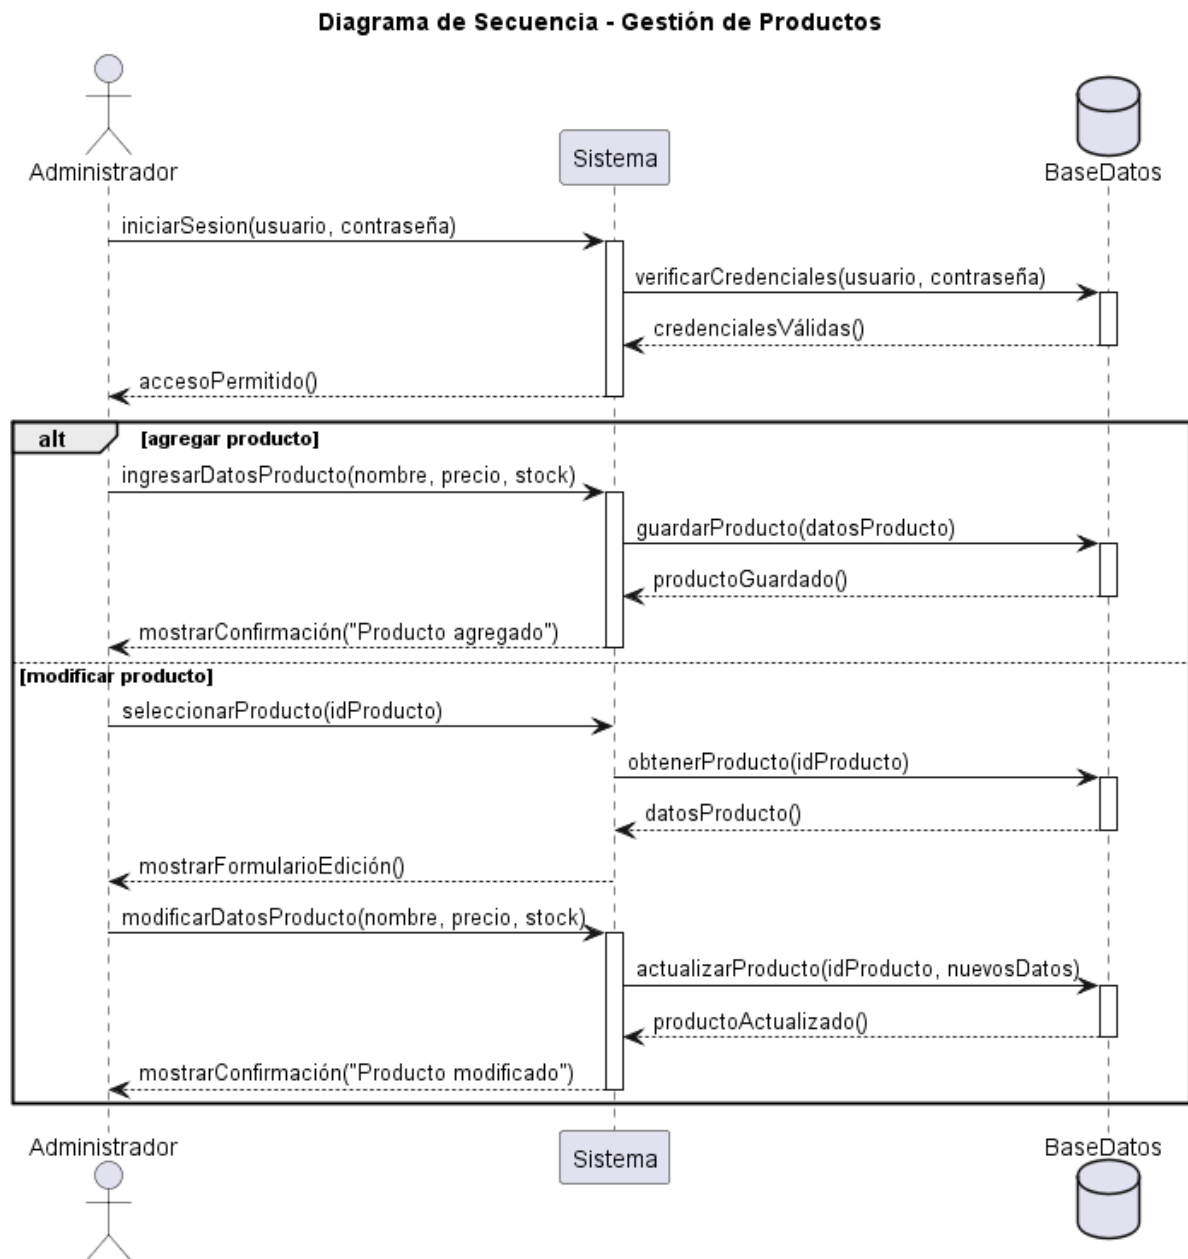 Diagrama de Secuencia - Gestión de Productos
Administrador
Sistema
BaseDatos
iniciarSesion(usuario, contraseña)
verificarCredenciales(usuario, contraseña)
credencialesVálidas()
accesoPermitido()
alt [agregar producto]
ingresarDatosProducto(nombre, precio, stock)
guardarProducto(datosProducto)
productoGuardado()
mostrarConfirmación("Producto agregado")
[modificar producto]
seleccionarProducto(idProducto)
obtenerProducto(idProducto)
datosProducto()
mostrarFormularioEdición()
modificarDatosProducto(nombre, precio, stock)
actualizarProducto(idProducto, nuevosDatos)
productoActualizado()
mostrarConfirmación("Producto modificado")
Administrador
Sistema
BaseDatos